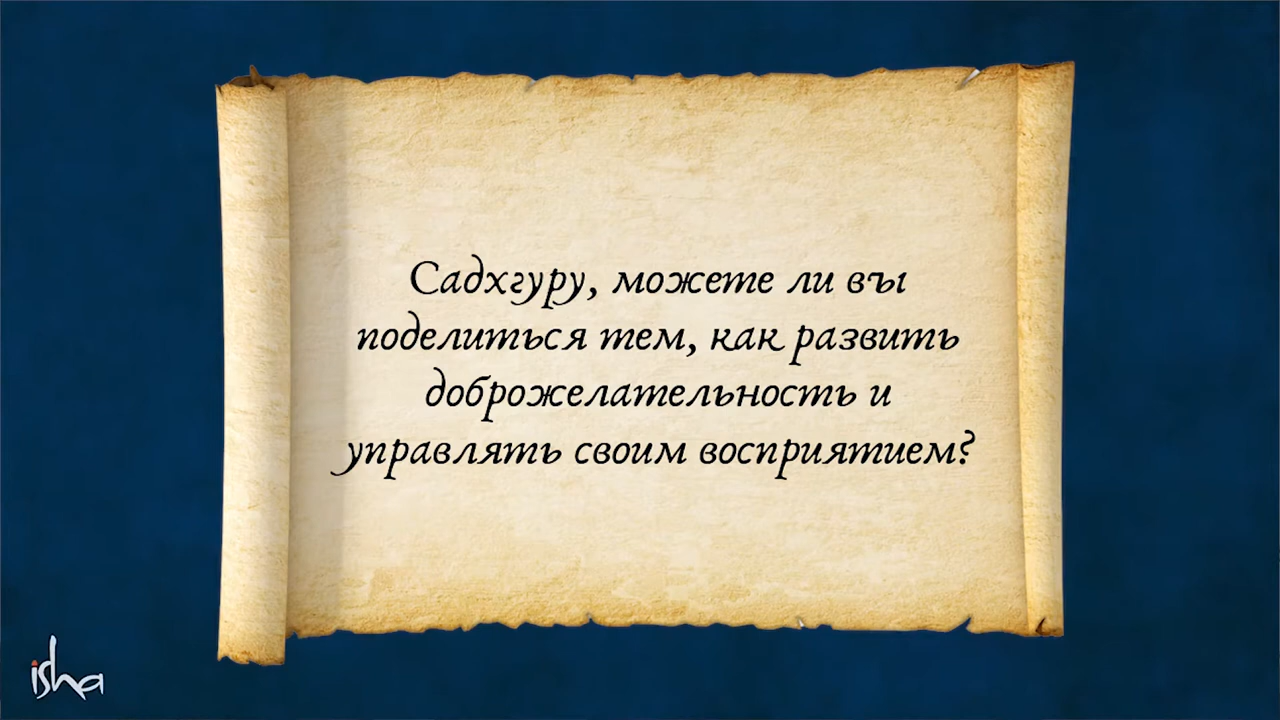 Садхгуру, можете ли вы
поделиться тем, как развить
доброжелательность и
управлять своим восприятием?
isha